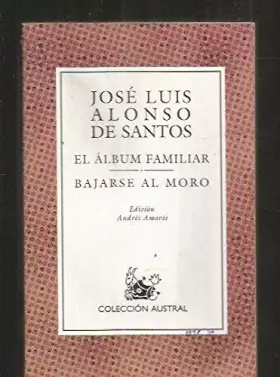 JOSÉ LUIS
ALONSO
DE SANTOS
EL ÁLBUM FAMILIAR
BAJARSE AL MORO
Edición
Andrés Amorós
COLECCIÓN AUSTRAL